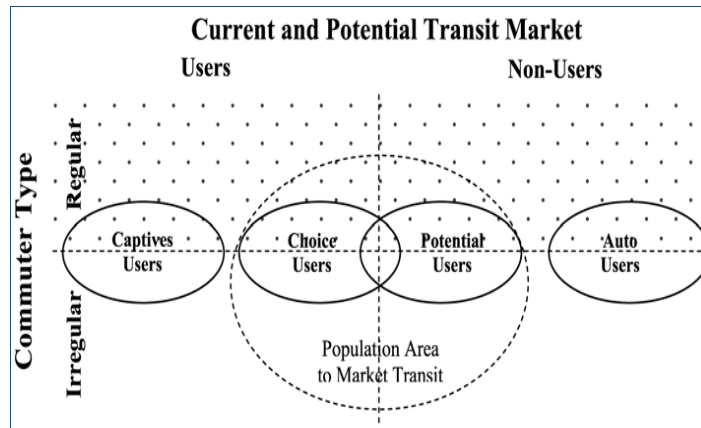 Current and Potential Transit Market
Users
Non-Users
Commuter Type
Regular
Irregular
Captives
Users
Choice
Users
Potential
Users
Auto
Users
Population Area
to Market Transit